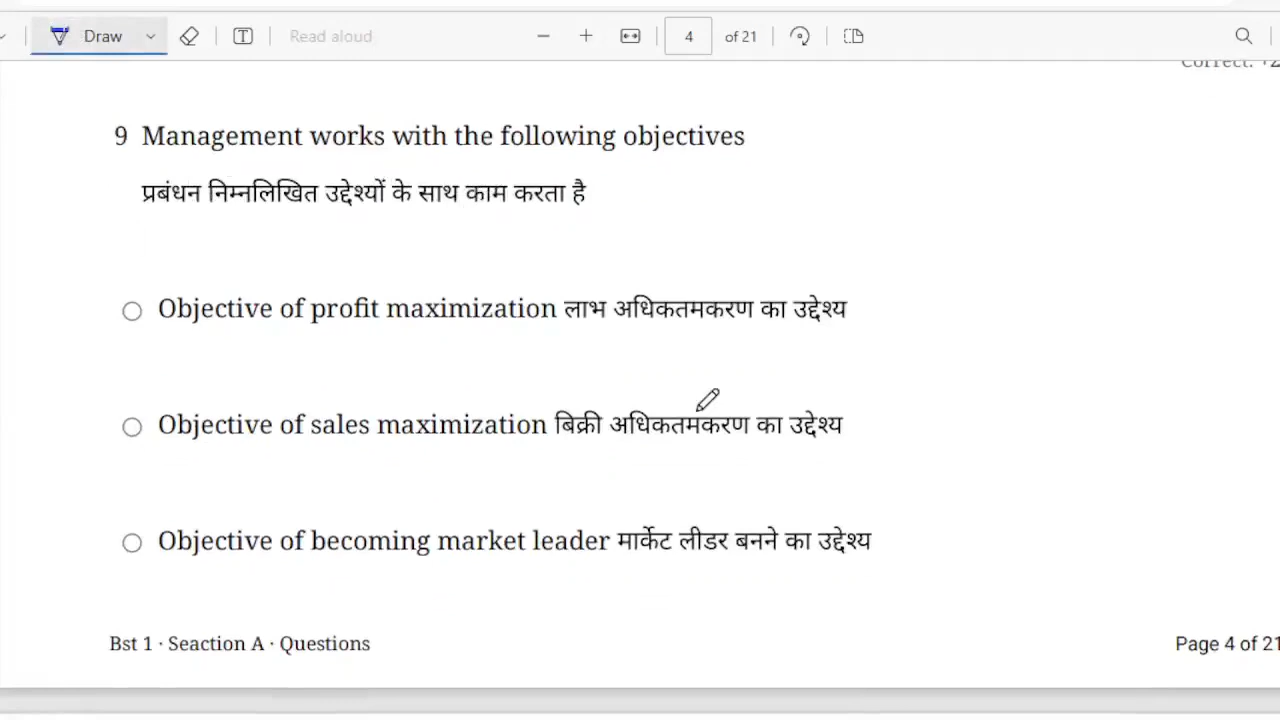 Draw
Read aloud
4
of 21
Correct: +2
9 Management works with the following objectives
प्रबंधन निम्नलिखित उद्देश्यों के साथ काम करता है
Objective of profit maximization लाभ अधिकतमकरण का उद्देश्य
Objective of sales maximization बिक्री अधिकतमकरण का उद्देश्य
Objective of becoming market leader मार्केट लीडर बनने का उद्देश्य
Bst 1 · Seaction A · Questions
Page 4 of 21